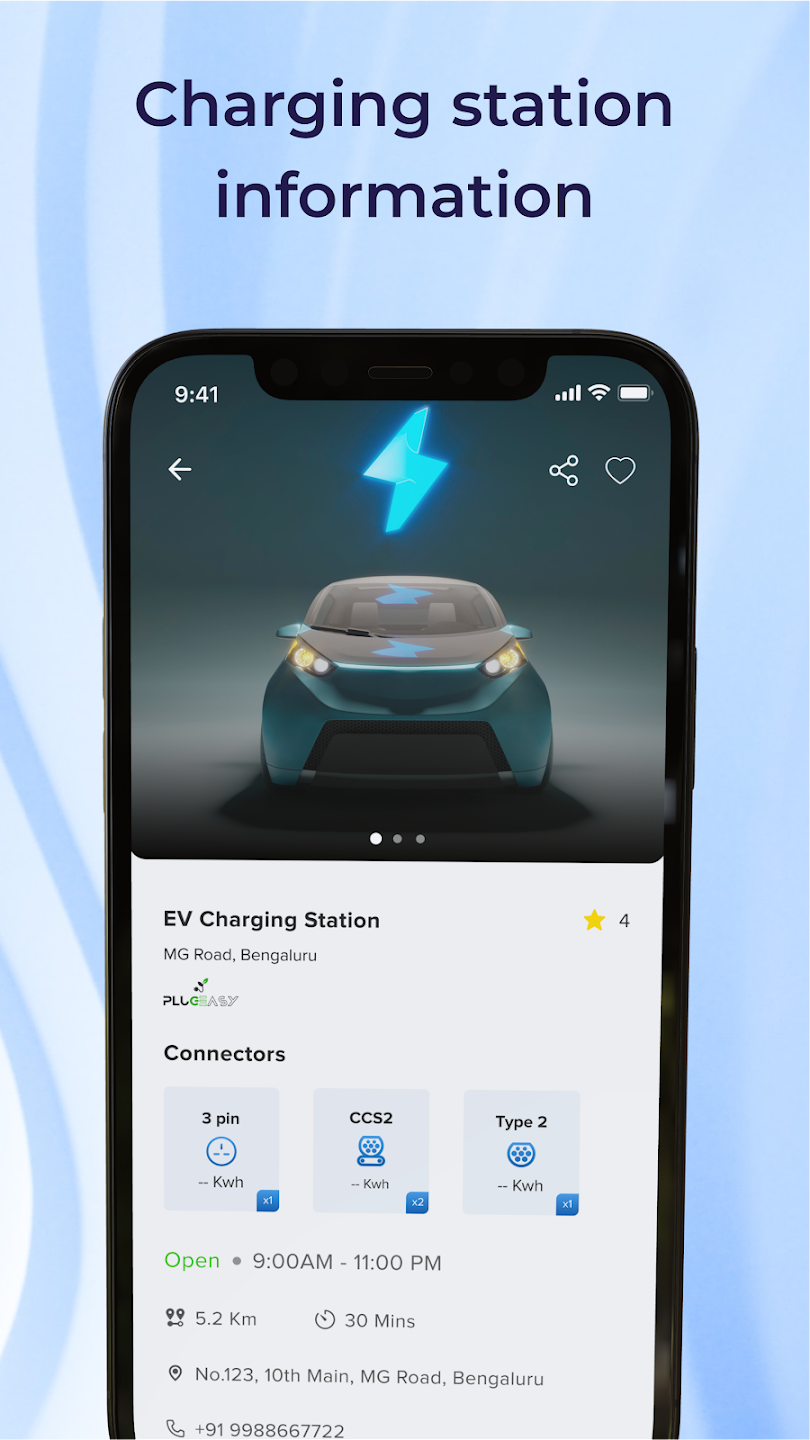 Charging station
information
9:41
EV Charging Station
4
MG Road, Bengaluru
PLUGEASY
Connectors
3 pin
CCS2
Type 2
-- Kwh
-- Kwh
-- Kwh
x1
x2
x1
Open • 9:00AM - 11:00 PM
5.2 Km
30 Mins
No.123, 10th Main, MG Road, Bengaluru
+91 9988667722